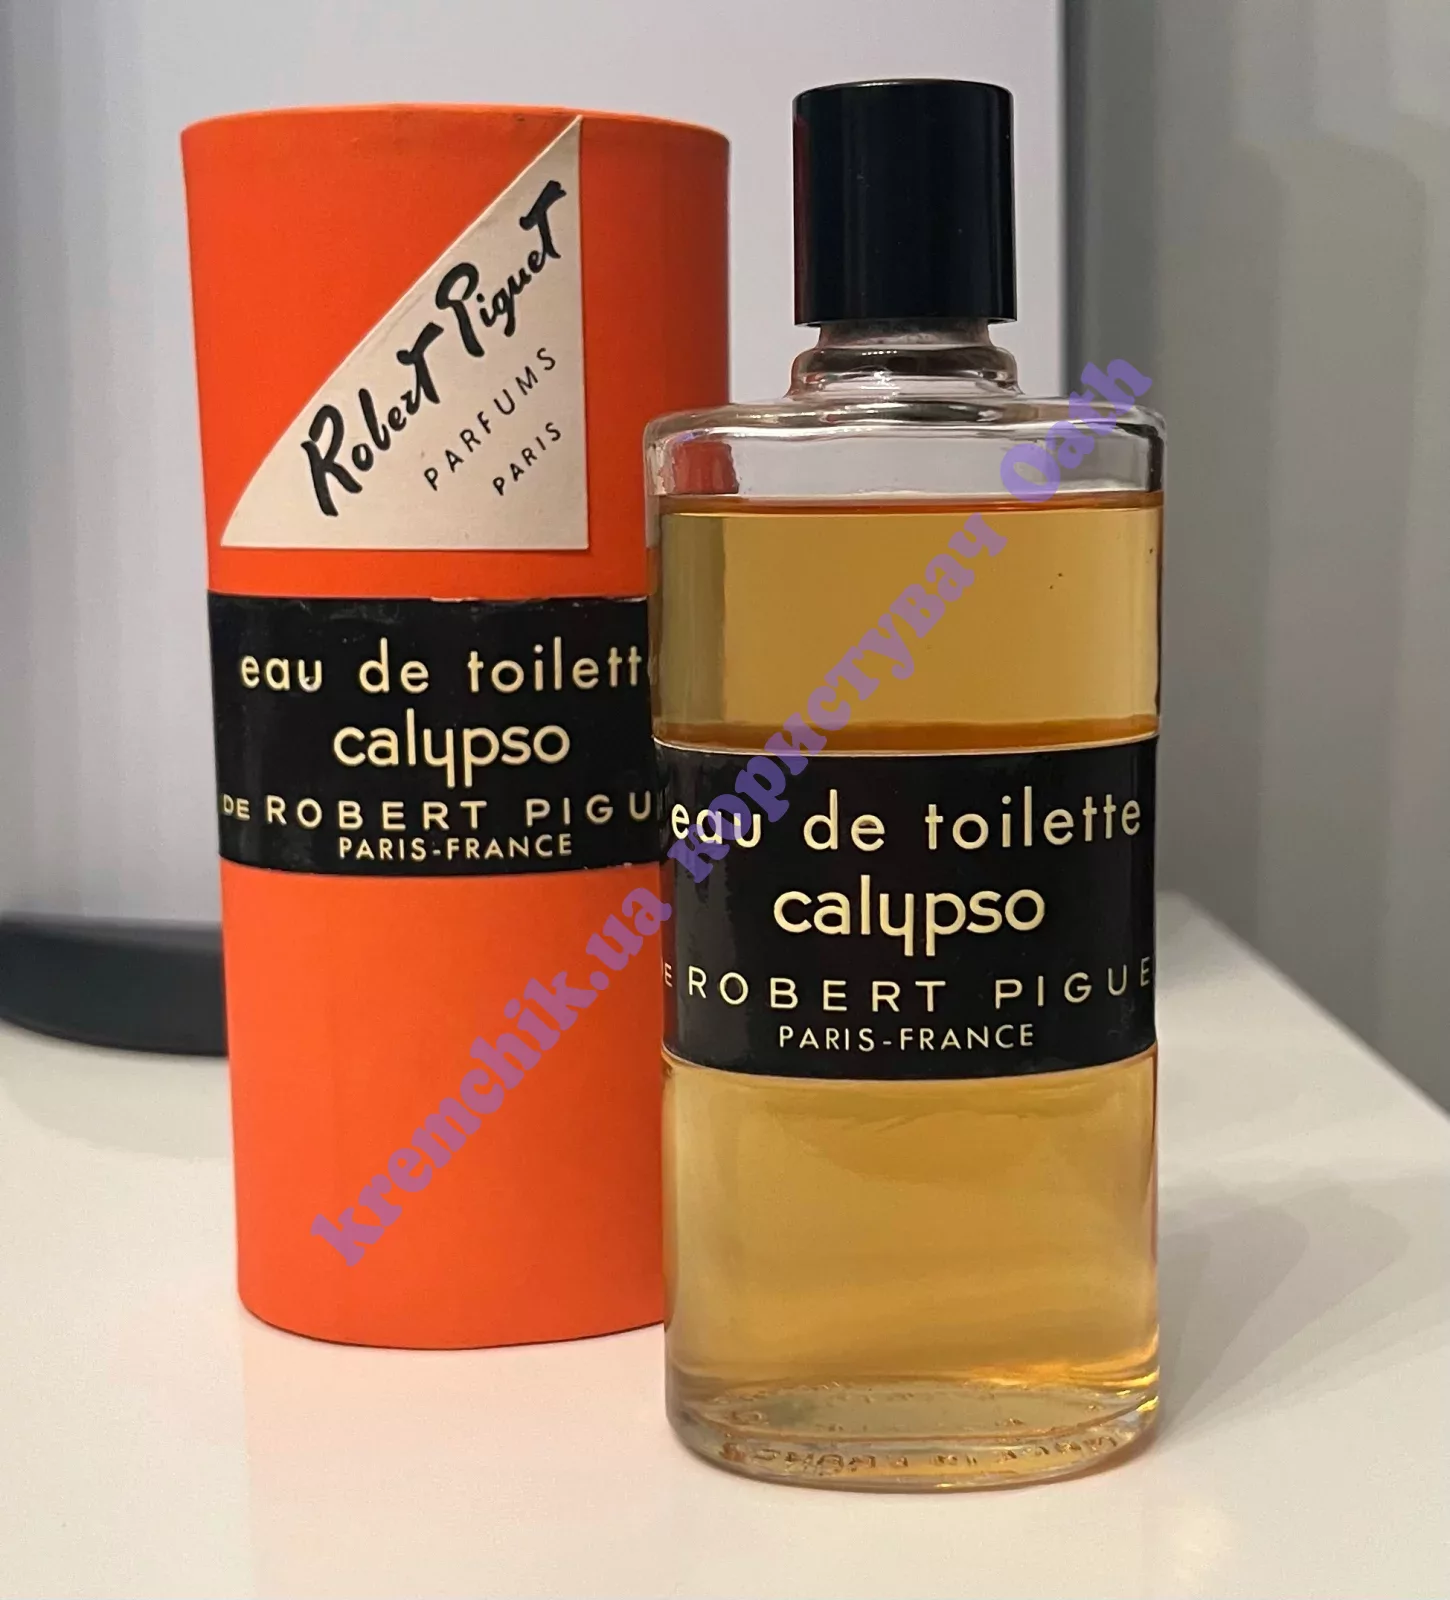 Robert Piguet
PARFUMS
PARIS
eau de toilett
calypso
DE ROBERT PIGU
PARIS-FRANCE
eau de toilette
calypso
E ROBERT PIGUE
PARIS-FRANCE
kremchik.ua користувач Oath